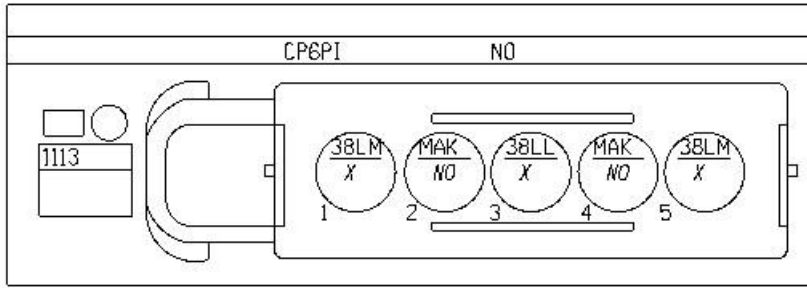 CP6PI NO
1113
38LM MAK 38LL MAK 38LM
X NO X NO X
1 2 3 4 5